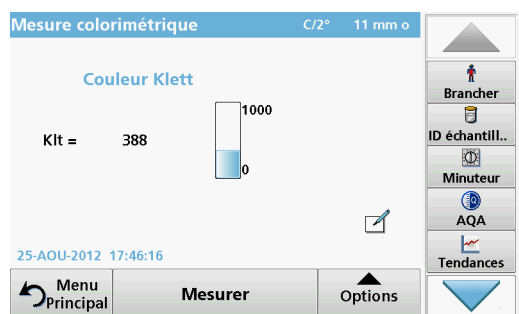 Mesure colorimétrique C/2° 11 mm o
Couleur Klett
1000
Klt = 388
0
25-AOU-2012 17:46:16
Menu Principal
Mesurer
Options
Brancher
ID échantill..
Minuteur
AQA
Tendances